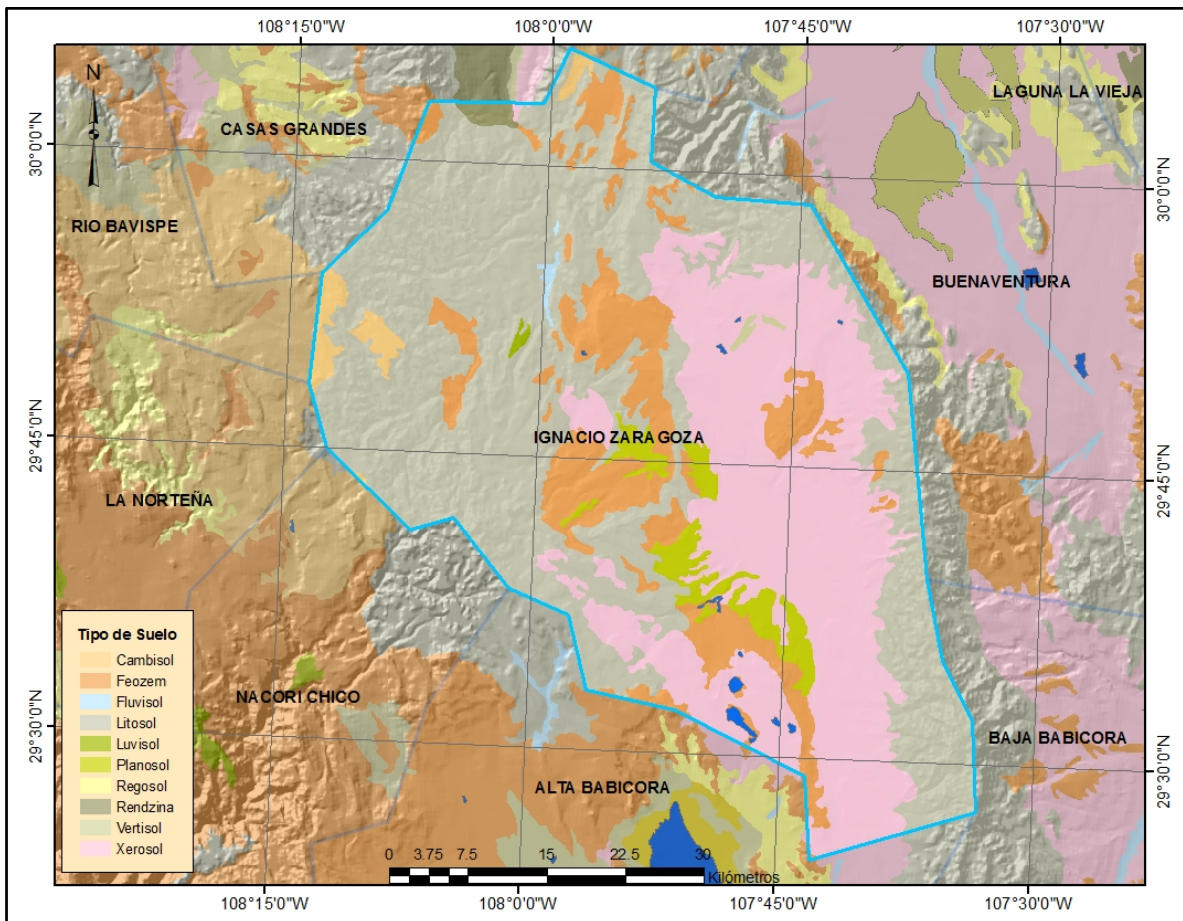 108°15'0"W 108°0'0"W 107°45'0"W 107°30'0"W
N
LAGUNA LA VIEJA
CASAS GRANDES
30°0'0"N
30°0'0"N
RIO BAVISPE
BUENAVENTURA
IGNACIO ZARAGOZA
29°45'0"N
29°45'0"N
LA NORTEÑA
Tipo de Suelo
Cambisol
Feozem
Fluvisol
Litosol
Luvisol
Planosol
Regosol
Rendzina
Vertisol
Xerosol
NACORI CHICO
29°30'0"N
BAJA BABICORA
29°30'0"N
ALTA BABICORA
0 3.75 7.5 15 22.5 30
Kilómetros
108°15'0"W 108°0'0"W 107°45'0"W 107°30'0"W